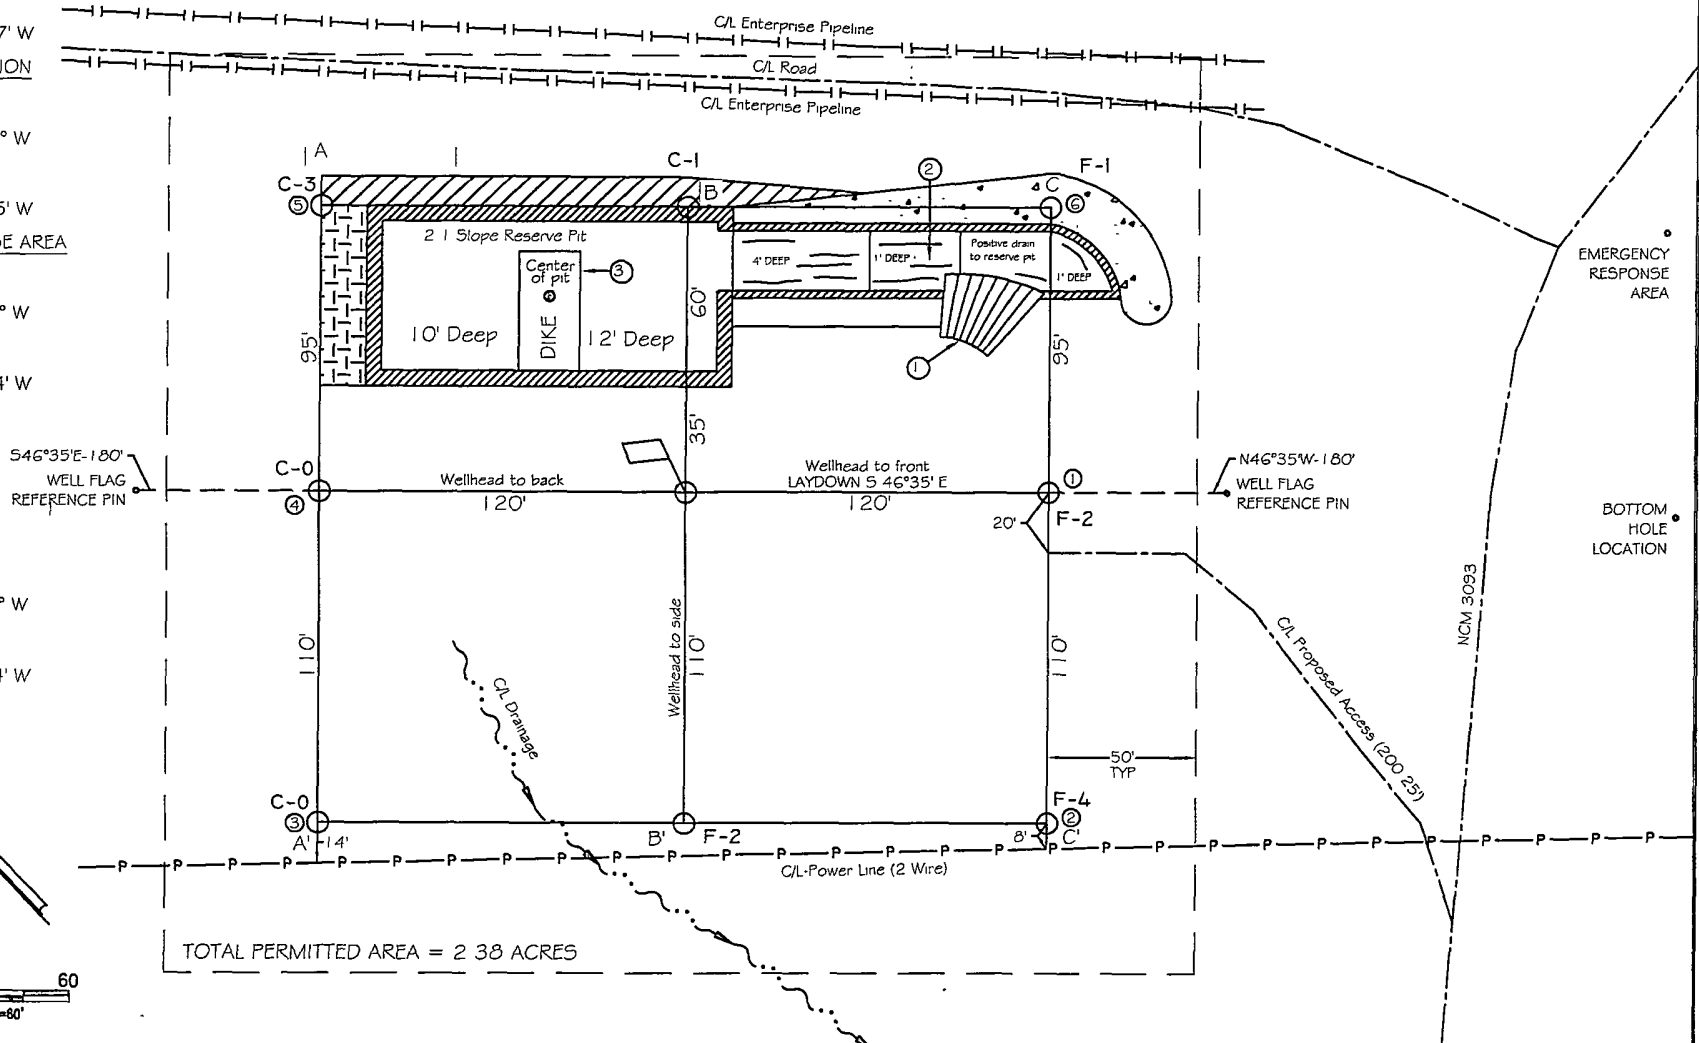 7' W
C/L Enterprise Pipeline
C/L Road
C/L Enterprise Pipeline
° W
A
C-3
5
C-1
B
2
F-1
C
6
5' W
2 1 Slope Reserve Pit
Center
of pit
3
DIKE
10' Deep
12' Deep
60'
4' DEEP
1' DEEP
Positive drain
to reserve pit
1' DEEP
1
95'
95'
EMERGENCY
RESPONSE
AREA
° W
4' W
35'
S46°35'E-180'
WELL FLAG
REFERENCE PIN
C-0
4
Wellhead to back
120'
Wellhead to front
LAYDOWN S 46°35' E
120'
1
F-2
20'
N46°35'W-180'
WELL FLAG
REFERENCE PIN
BOTTOM
HOLE
LOCATION
NCM 3093
° W
110'
Wellhead to side
110'
110'
C/L Proposed Access (200 25')
4' W
C/L Drainage
50'
TYP
C-0
3
A'
14'
B'
F-2
F-4
2
8'
C'
P P P P P P P P P P P P P P P P P P P P P P P P P P P P P
C/L-Power Line (2 Wire)
TOTAL PERMITTED AREA = 2 38 ACRES
60
=60'